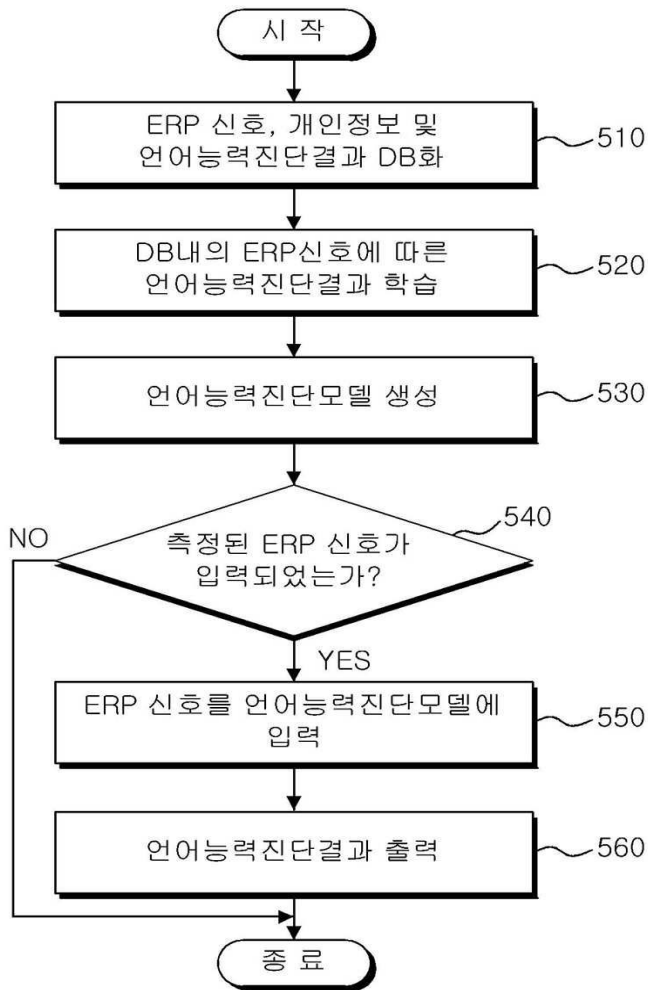 시 작
ERP 신호, 개인정보 및
언어능력진단결과 DB화
510
DB내의 ERP신호에 따른
언어능력진단결과 학습
520
언어능력진단모델 생성
530
540
NO
측정된 ERP 신호가
입력되었는가?
YES
ERP 신호를 언어능력진단모델에
입력
550
언어능력진단결과 출력
560
종 료